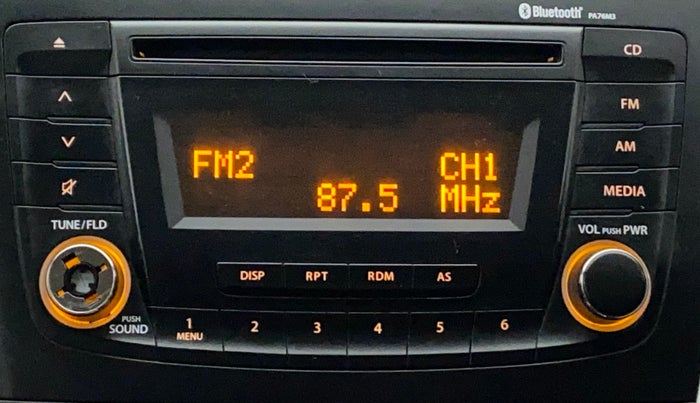 Bluetooth® PA76M3
CD
FM
AM
MEDIA
FM2 CH1
87.5 MHz
TUNE/FLD
VOL PUSH PWR
DISP RPT RDM AS
PUSH
SOUND
1 2 3 4 5 6
MENU